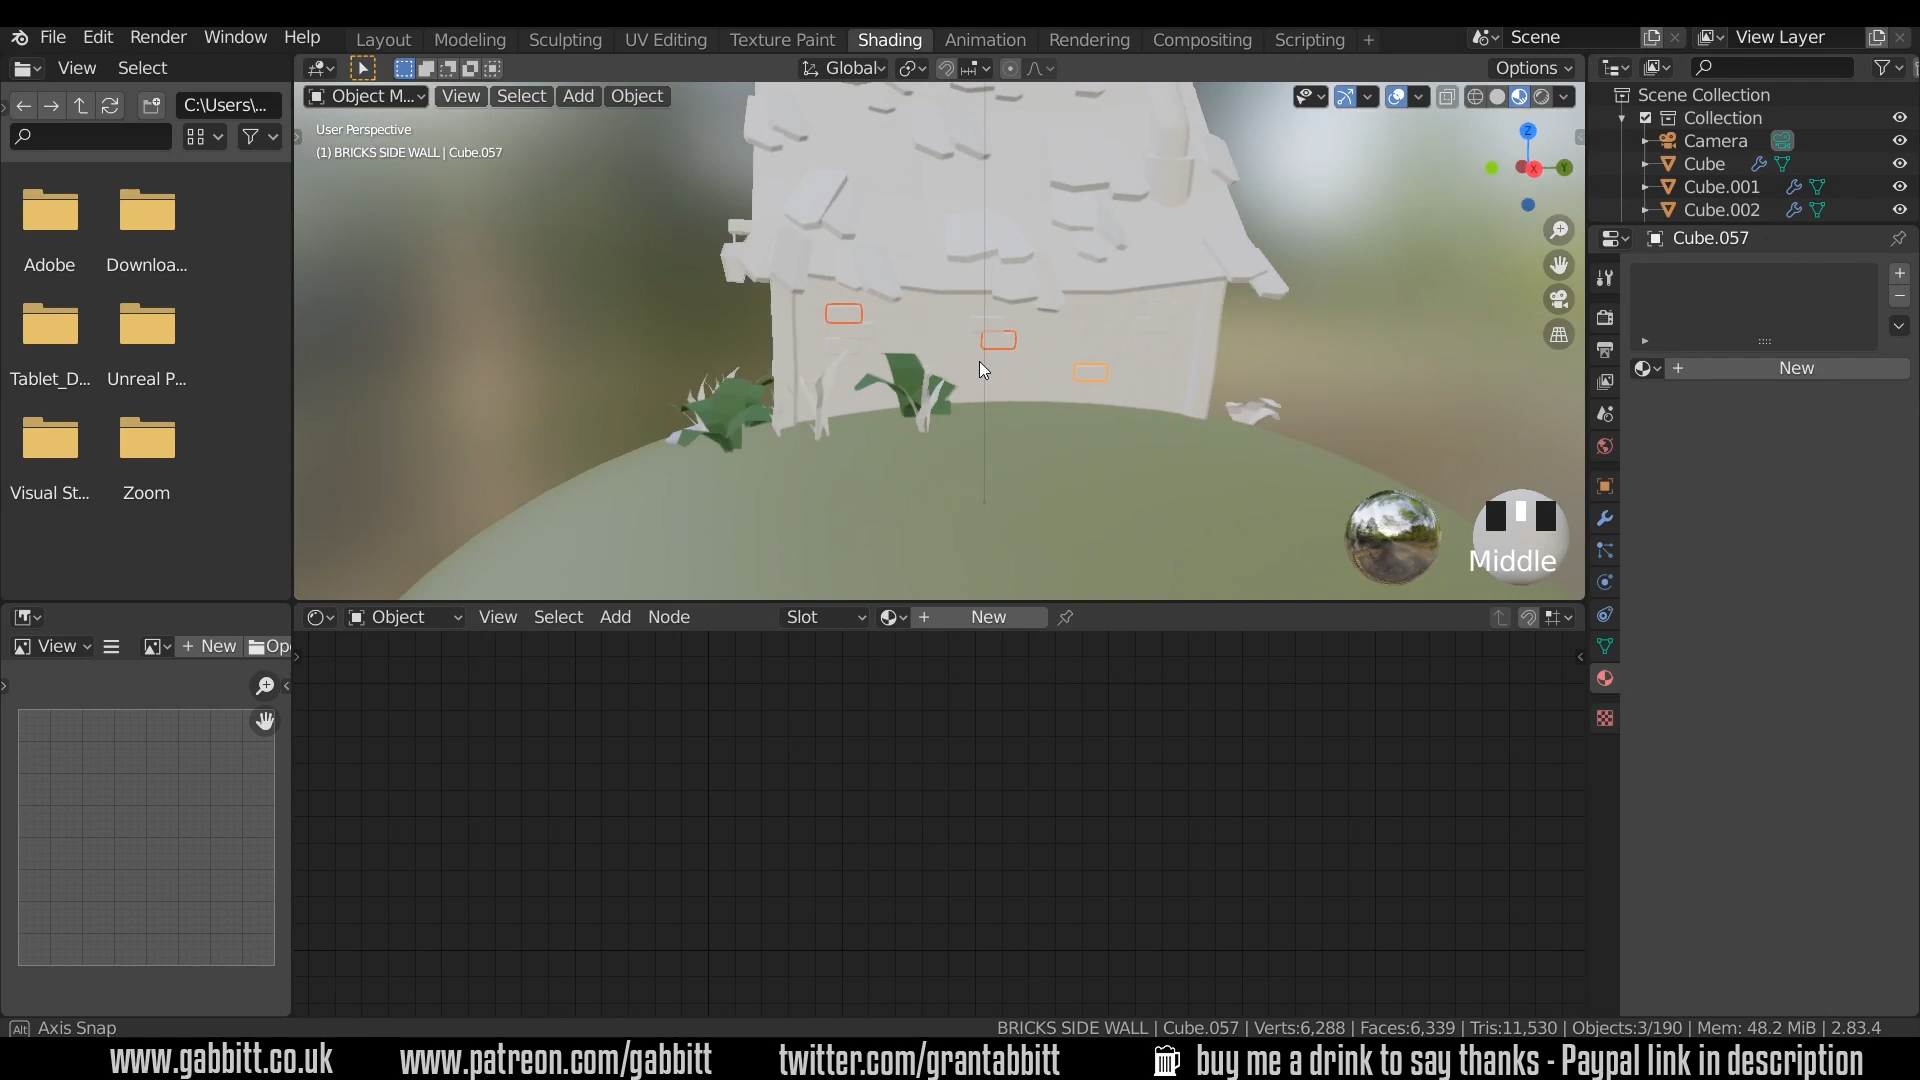 File Edit Render Window Help Layout Modeling Sculpting UV Editing Texture Paint Shading Animation Rendering Compositing Scripting + Scene View Layer
View Select Global Options
C:\Users\...
Object M... View Select Add Object
Scene Collection
Collection
Camera
Cube
Cube.001
Cube.002
User Perspective
(1) BRICKS SIDE WALL | Cube.057
Z
X
Y
Cube.057
Adobe Downloa...
Tablet_D... Unreal P...
Visual St... Zoom
+ New
Middle
Object View Select Add Node Slot + New
View + New Op
Alt Axis Snap
BRICKS SIDE WALL | Cube.057 | Verts:6,288 | Faces:6,339 | Tris:11,530 | Objects:3/190 | Mem: 48.2 MiB | 2.83.4
www.gabbitt.co.uk www.patreon.com/gabbitt twitter.com/grantabbitt buy me a drink to say thanks - Paypal link in description